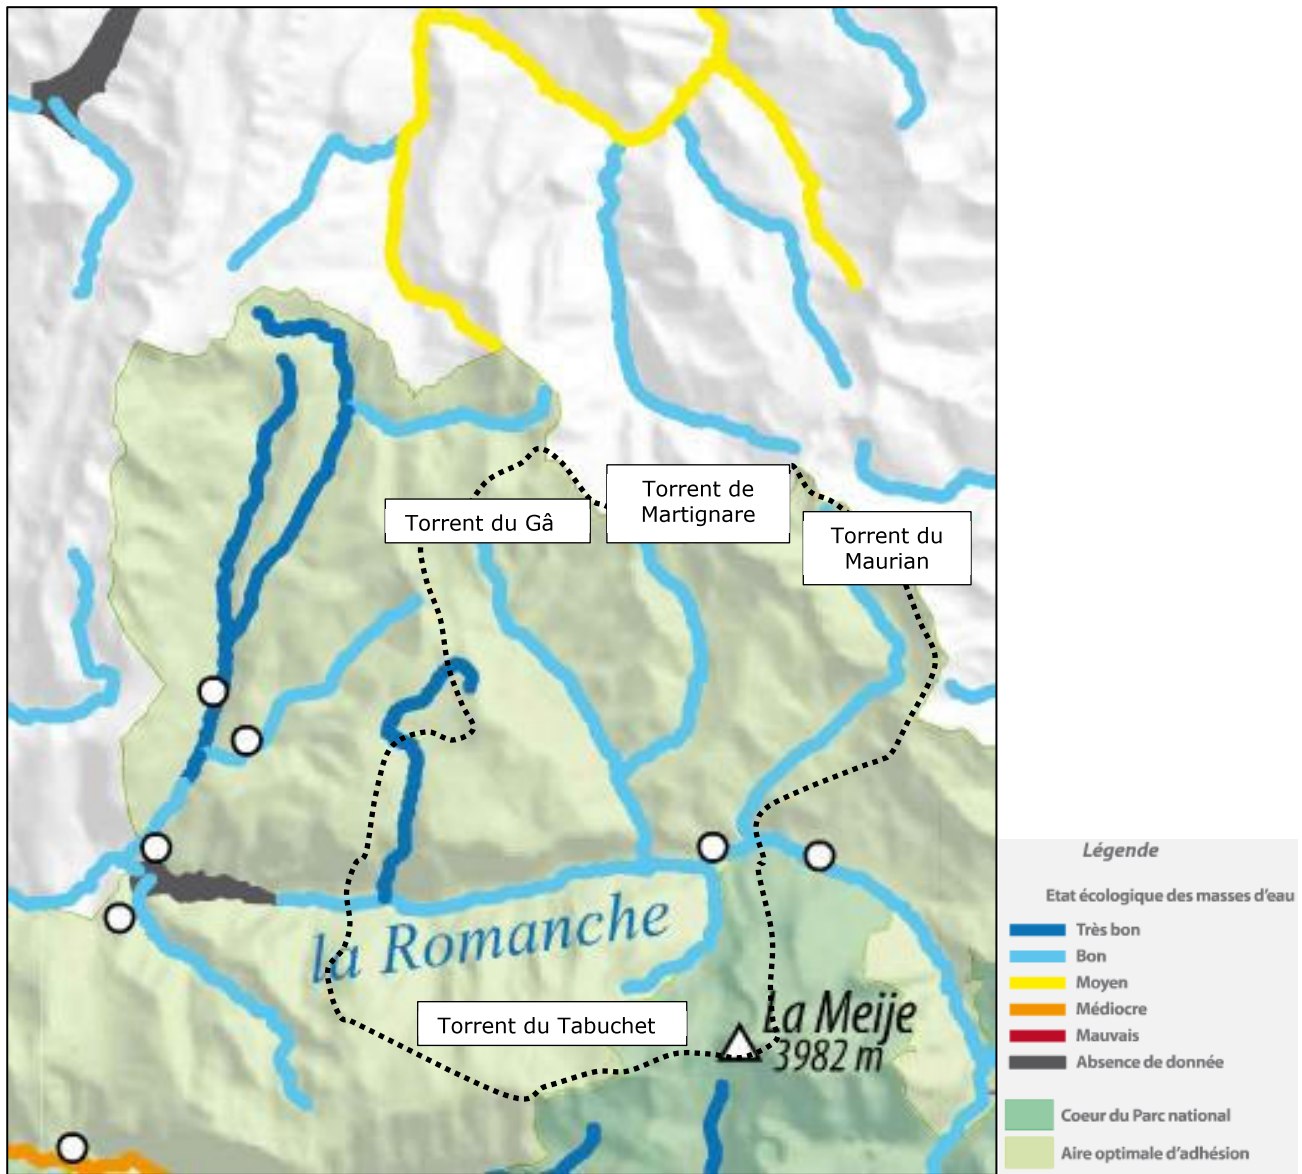 Torrent du Gâ
Torrent de
Martignare
Torrent du
Maurian
la Romanche
Torrent du Tabuchet
La Meije
3982 m
Légende
Etat écologique des masses d'eau
Très bon
Bon
Moyen
Médiocre
Mauvais
Absence de donnée
Coeur du Parc national
Aire optimale d'adhésion